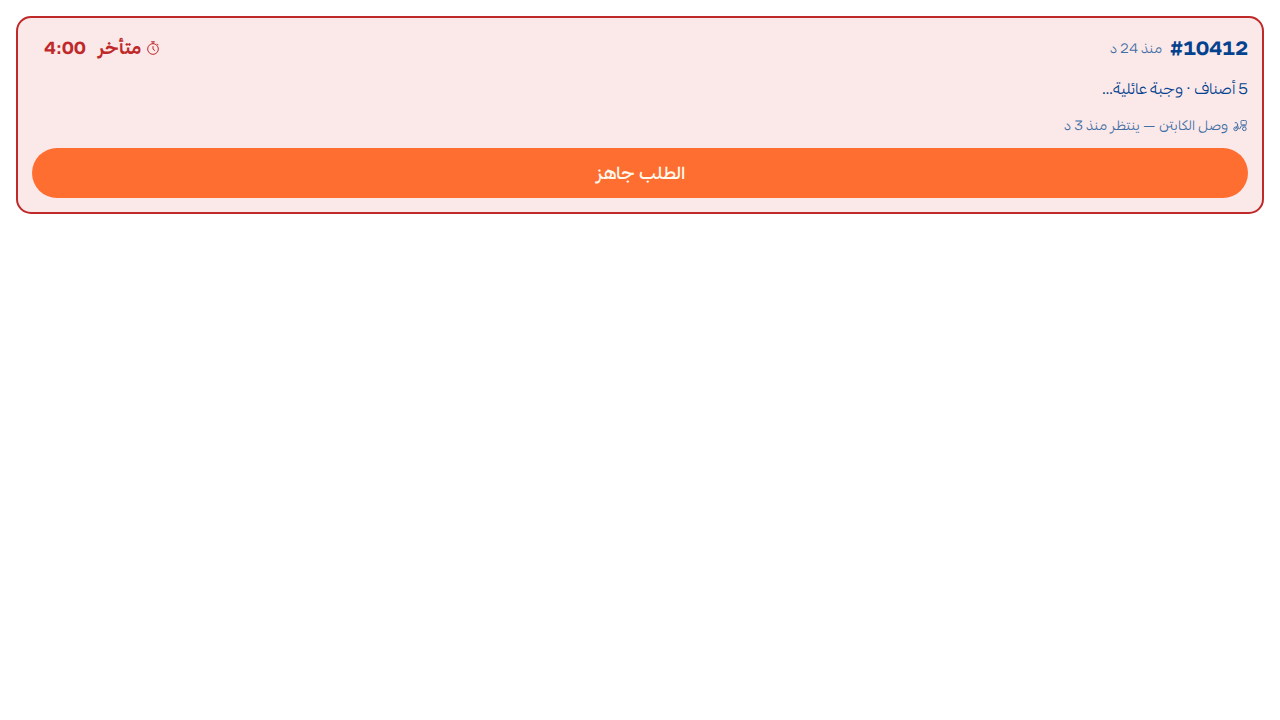 #10412 منذ 24 د متأخر 4:00
5 أصناف · وجبة عائلية...
وصل الكابتن — ينتظر منذ 3 د
الطلب جاهز